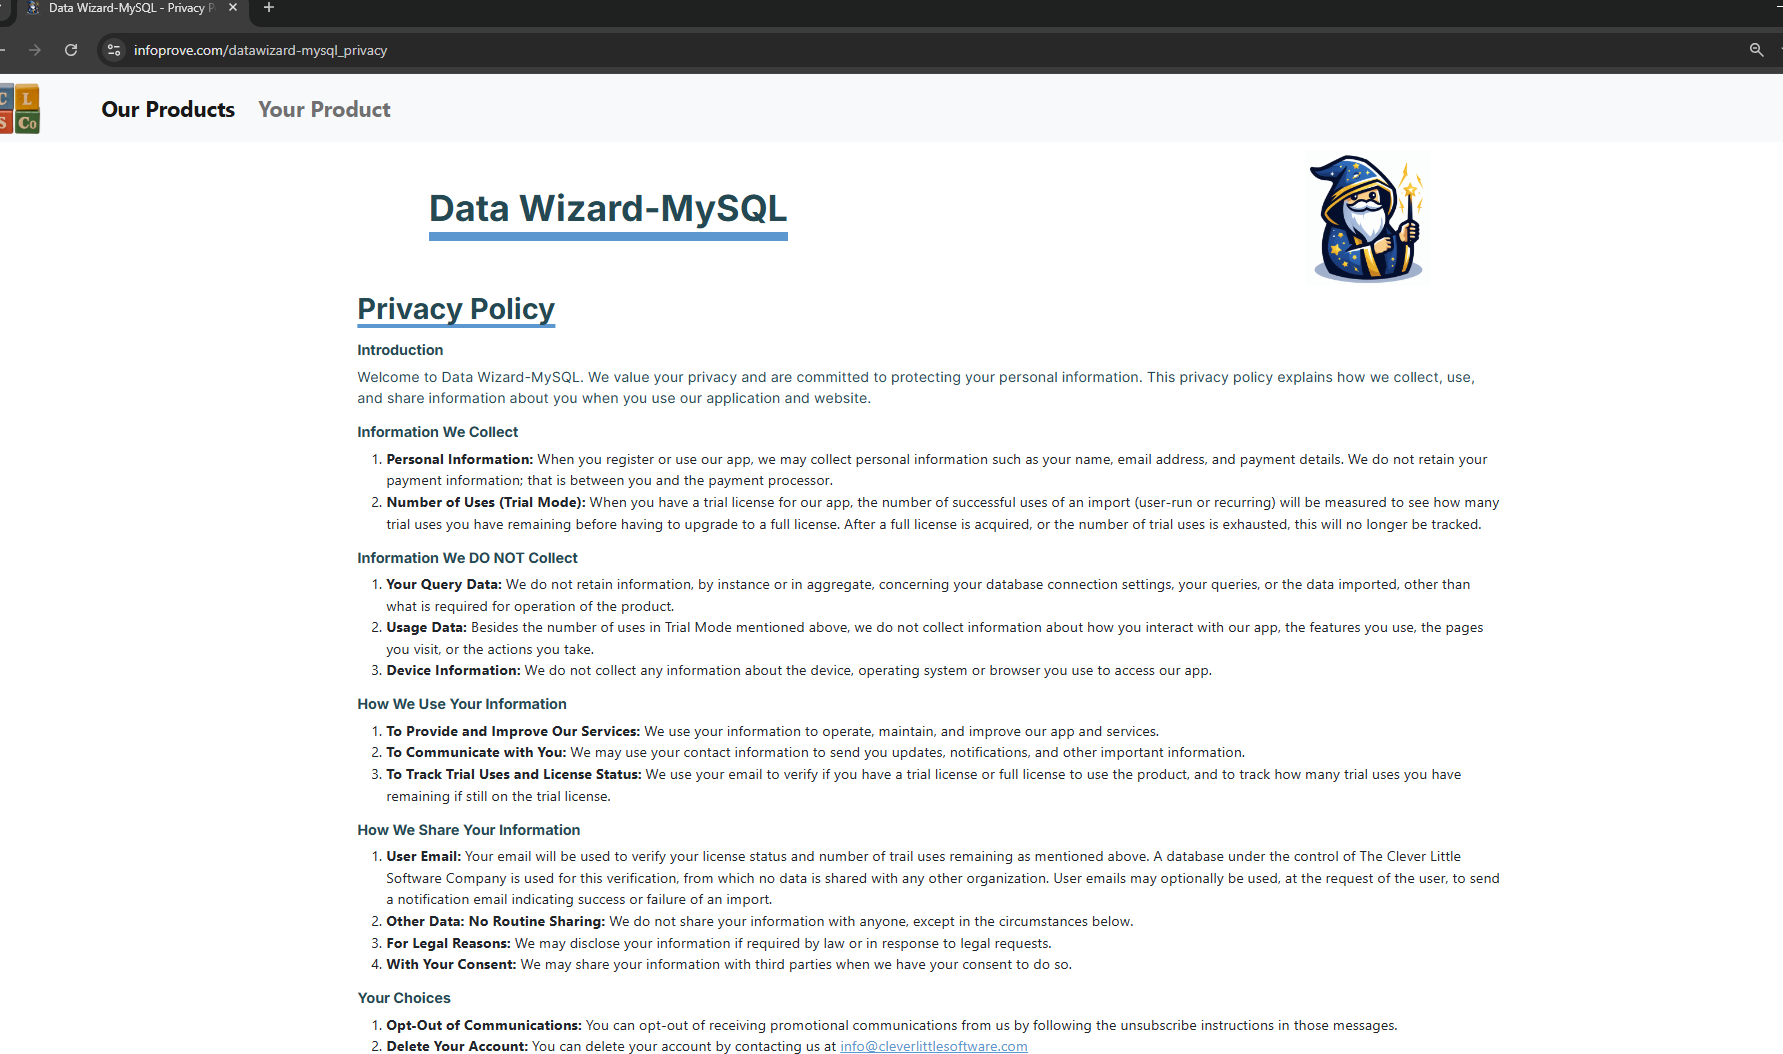 Data Wizard-MySQL - Privacy P
infoprove.com/datawizard-mysql_privacy
C L
S Co
Our Products Your Product
Data Wizard-MySQL
Privacy Policy
Introduction
Welcome to Data Wizard-MySQL. We value your privacy and are committed to protecting your personal information. This privacy policy explains how we collect, use,
and share information about you when you use our application and website.
Information We Collect
1. Personal Information: When you register or use our app, we may collect personal information such as your name, email address, and payment details. We do not retain your
payment information; that is between you and the payment processor.
2. Number of Uses (Trial Mode): When you have a trial license for our app, the number of successful uses of an import (user-run or recurring) will be measured to see how many
trial uses you have remaining before having to upgrade to a full license. After a full license is acquired, or the number of trial uses is exhausted, this will no longer be tracked.
Information We DO NOT Collect
1. Your Query Data: We do not retain information, by instance or in aggregate, concerning your database connection settings, your queries, or the data imported, other than
what is required for operation of the product.
2. Usage Data: Besides the number of uses in Trial Mode mentioned above, we do not collect information about how you interact with our app, the features you use, the pages
you visit, or the actions you take.
3. Device Information: We do not collect any information about the device, operating system or browser you use to access our app.
How We Use Your Information
1. To Provide and Improve Our Services: We use your information to operate, maintain, and improve our app and services.
2. To Communicate with You: We may use your contact information to send you updates, notifications, and other important information.
3. To Track Trial Uses and License Status: We use your email to verify if you have a trial license or full license to use the product, and to track how many trial uses you have
remaining if still on the trial license.
How We Share Your Information
1. User Email: Your email will be used to verify your license status and number of trail uses remaining as mentioned above. A database under the control of The Clever Little
Software Company is used for this verification, from which no data is shared with any other organization. User emails may optionally be used, at the request of the user, to send
a notification email indicating success or failure of an import.
2. Other Data: No Routine Sharing: We do not share your information with anyone, except in the circumstances below.
3. For Legal Reasons: We may disclose your information if required by law or in response to legal requests.
4. With Your Consent: We may share your information with third parties when we have your consent to do so.
Your Choices
1. Opt-Out of Communications: You can opt-out of receiving promotional communications from us by following the unsubscribe instructions in those messages.
2. Delete Your Account: You can delete your account by contacting us at info@cleverlittlesoftware.com